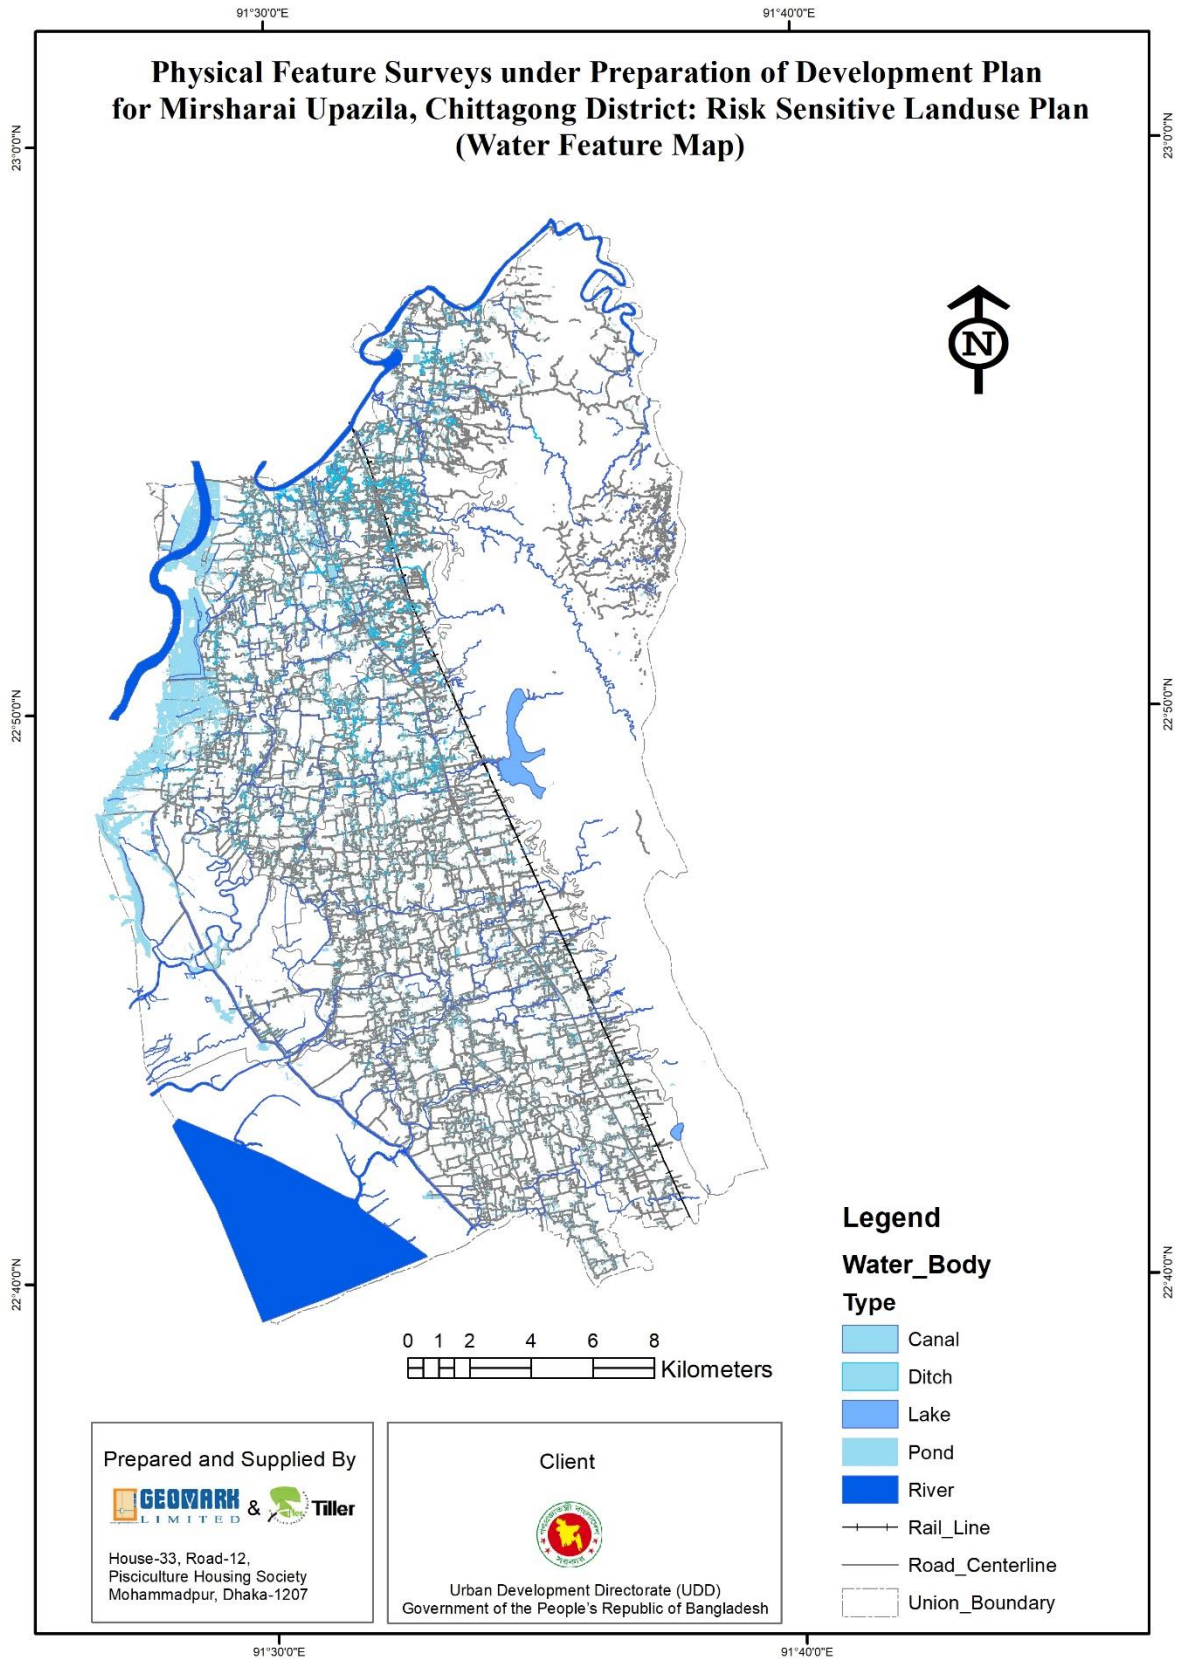 91°30'0"E
91°40'0"E
Physical Feature Surveys under Preparation of Development Plan
for Mirsharai Upazila, Chittagong District: Risk Sensitive Landuse Plan
(Water Feature Map)
23°0'0"N
23°0'0"N
N
22°50'0"N
22°50'0"N
22°40'0"N
22°40'0"N
0 1 2 4 6 8
Kilometers
Legend
Water_Body
Type
Canal
Ditch
Lake
Pond
River
Rail_Line
Road_Centerline
Union_Boundary
Prepared and Supplied By
GEOMARK
LIMITED
& Tiller
House-33, Road-12,
Pisciculture Housing Society
Mohammadpur, Dhaka-1207
Client
Urban Development Directorate (UDD)
Government of the People's Republic of Bangladesh
91°30'0"E
91°40'0"E